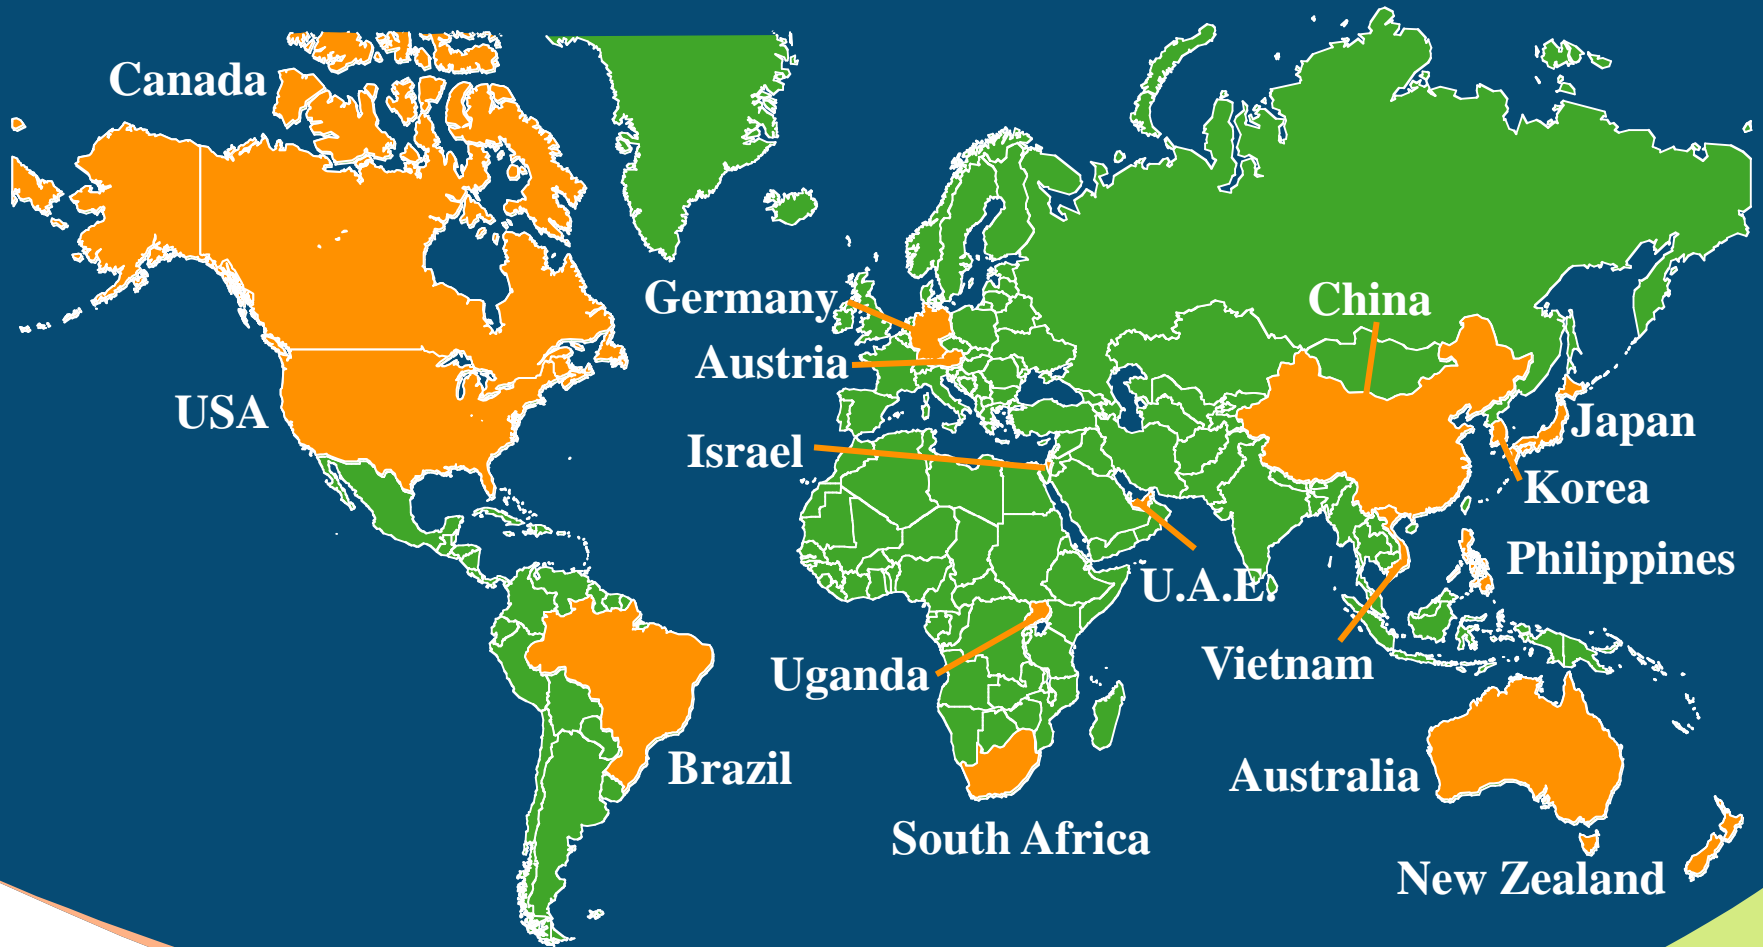 Canada
Germany
China
Austria
USA
Japan
Israel
Korea
Philippines
U.A.E.
Vietnam
Uganda
Brazil
Australia
South Africa
New Zealand